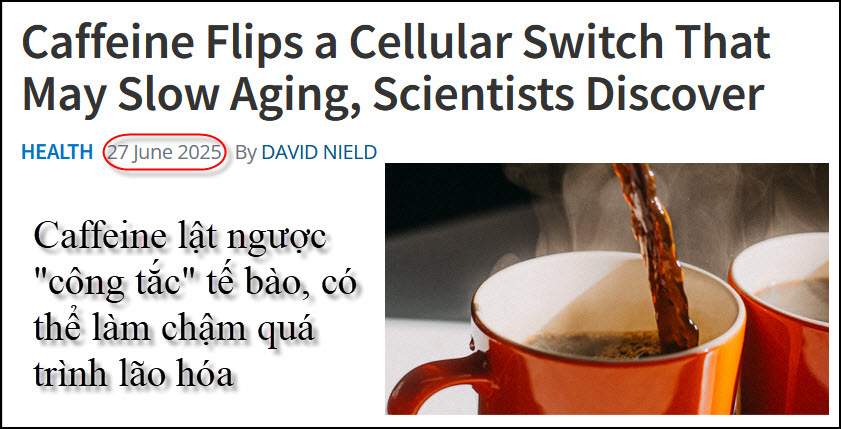 Caffeine Flips a Cellular Switch That
May Slow Aging, Scientists Discover
HEALTH 27 June 2025 By DAVID NIELD
Caffeine lật ngược
"công tắc" tế bào, có
thể làm chậm quá
trình lão hóa